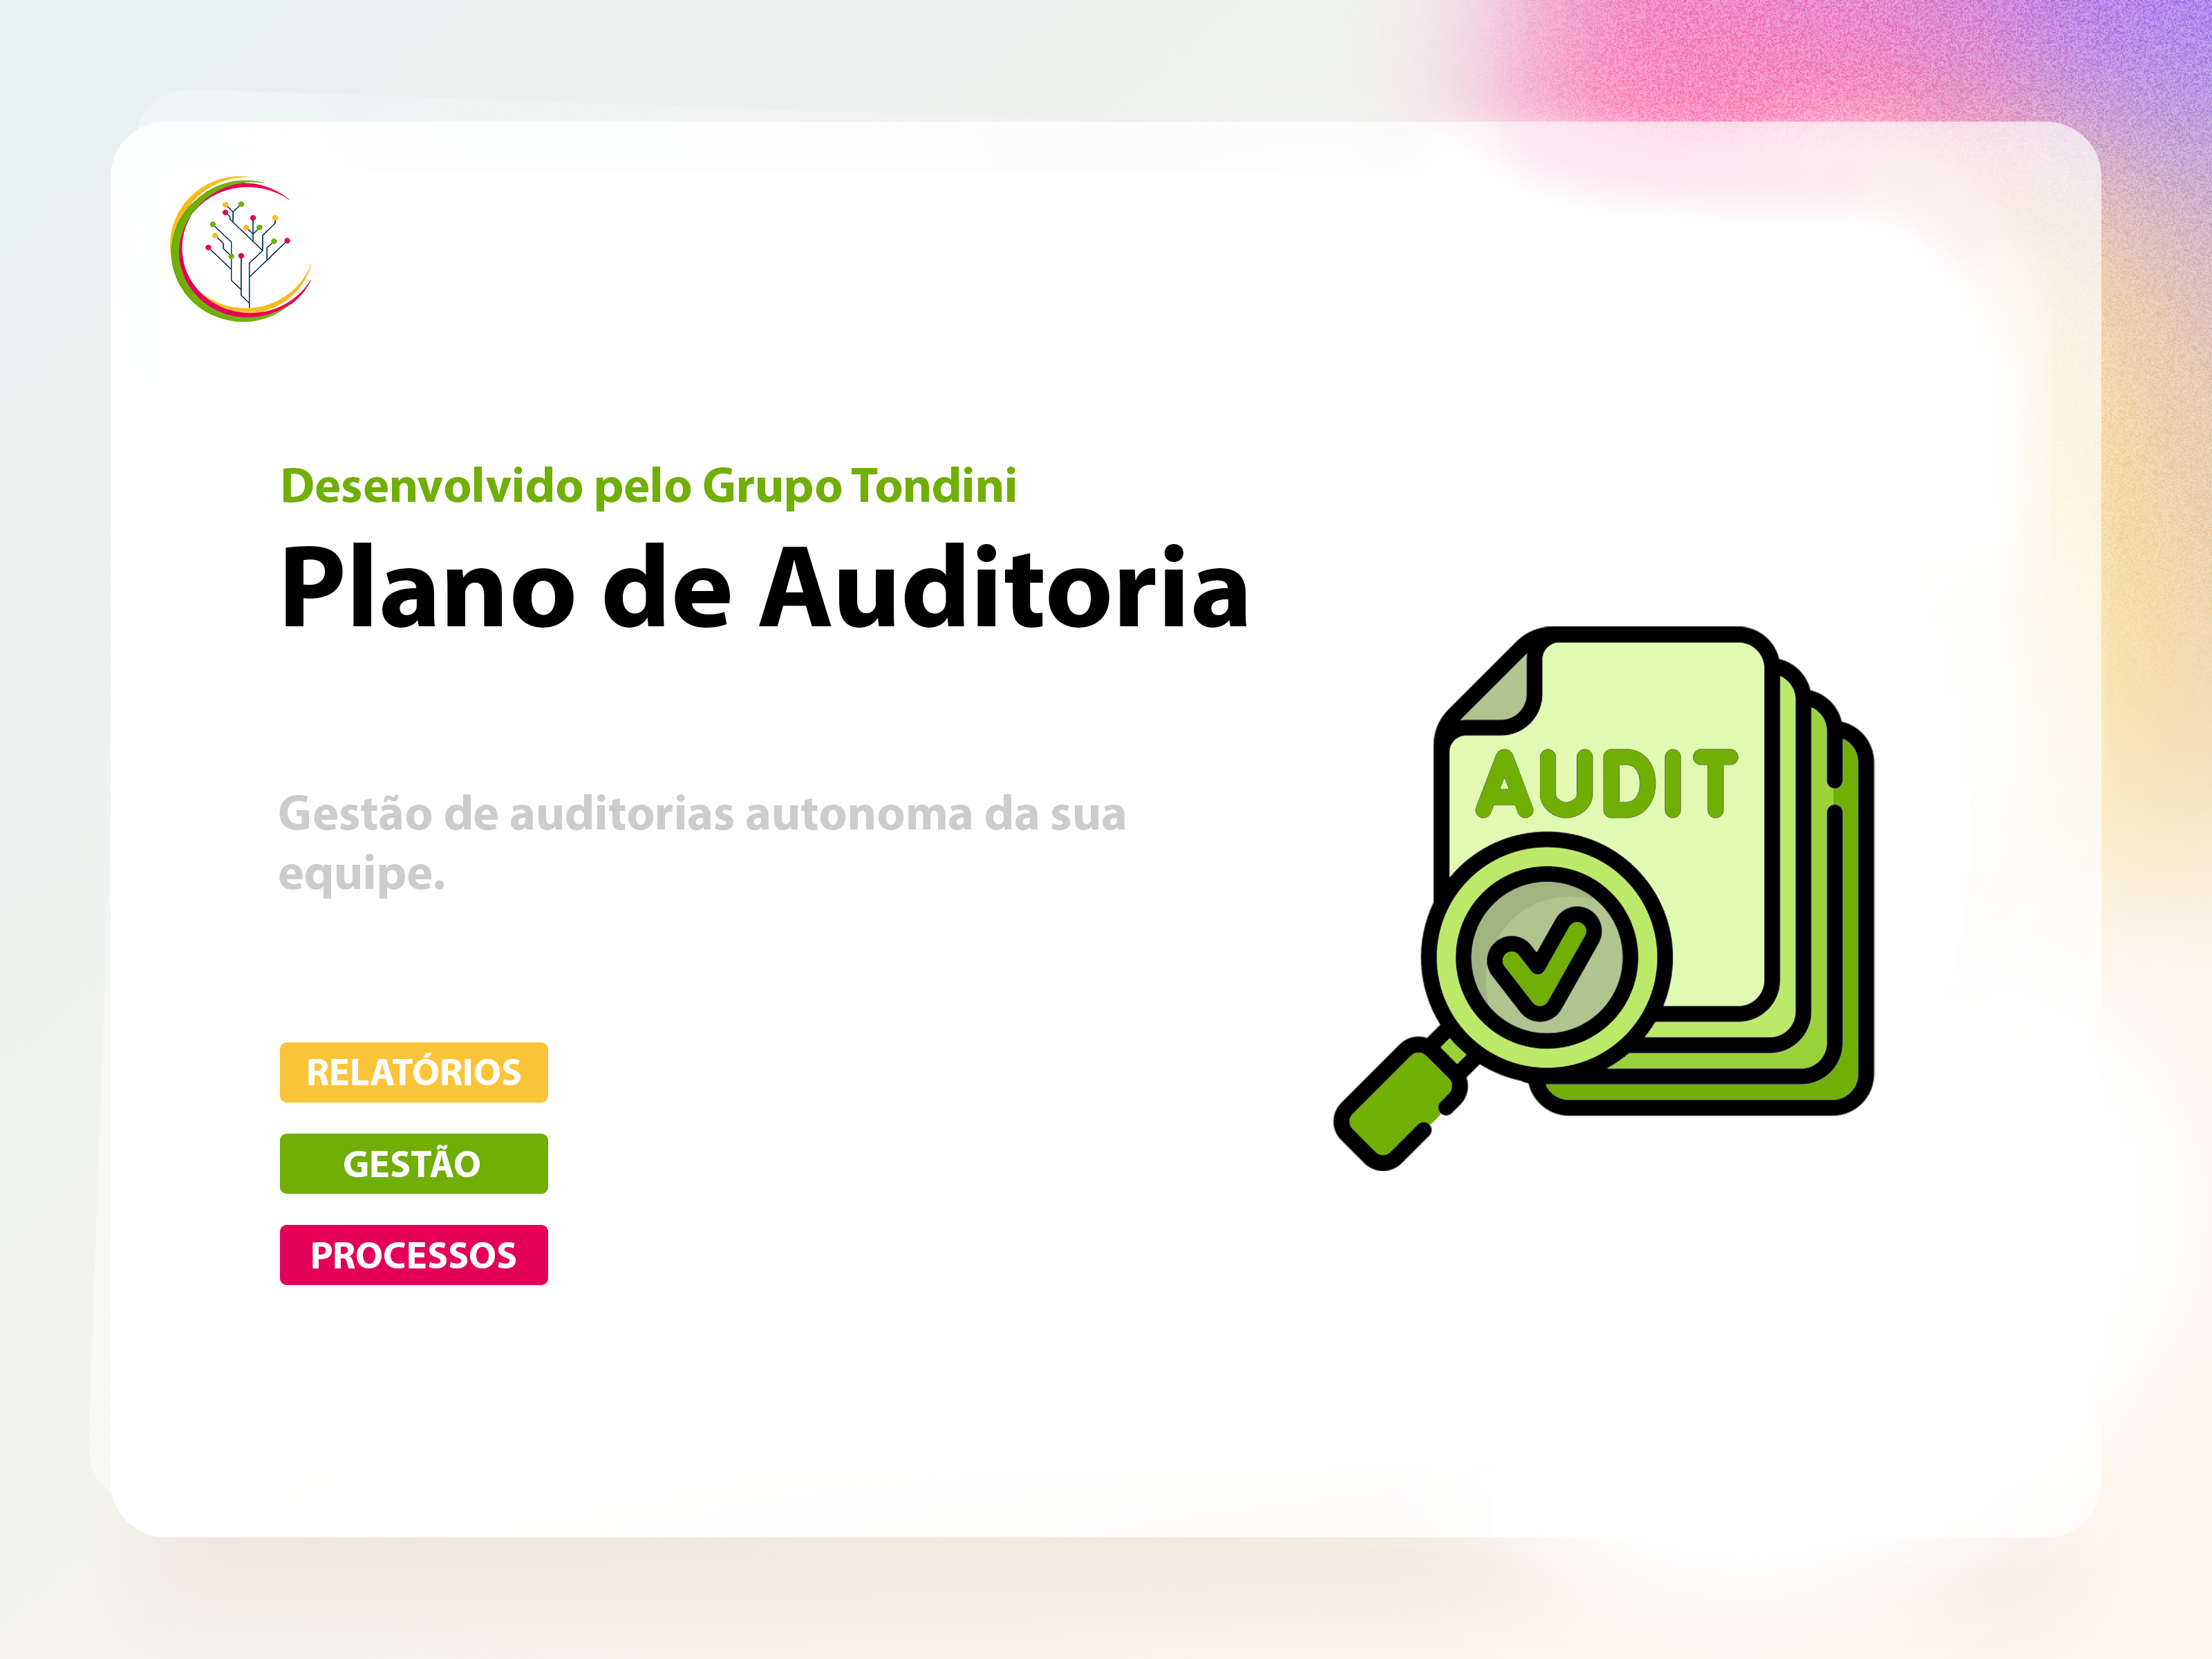 Desenvolvido pelo Grupo Tondini
Plano de Auditoria
Gestão de auditorias autonoma da sua
equipe.
AUDIT
RELATÓRIOS
GESTÃO
PROCESSOS